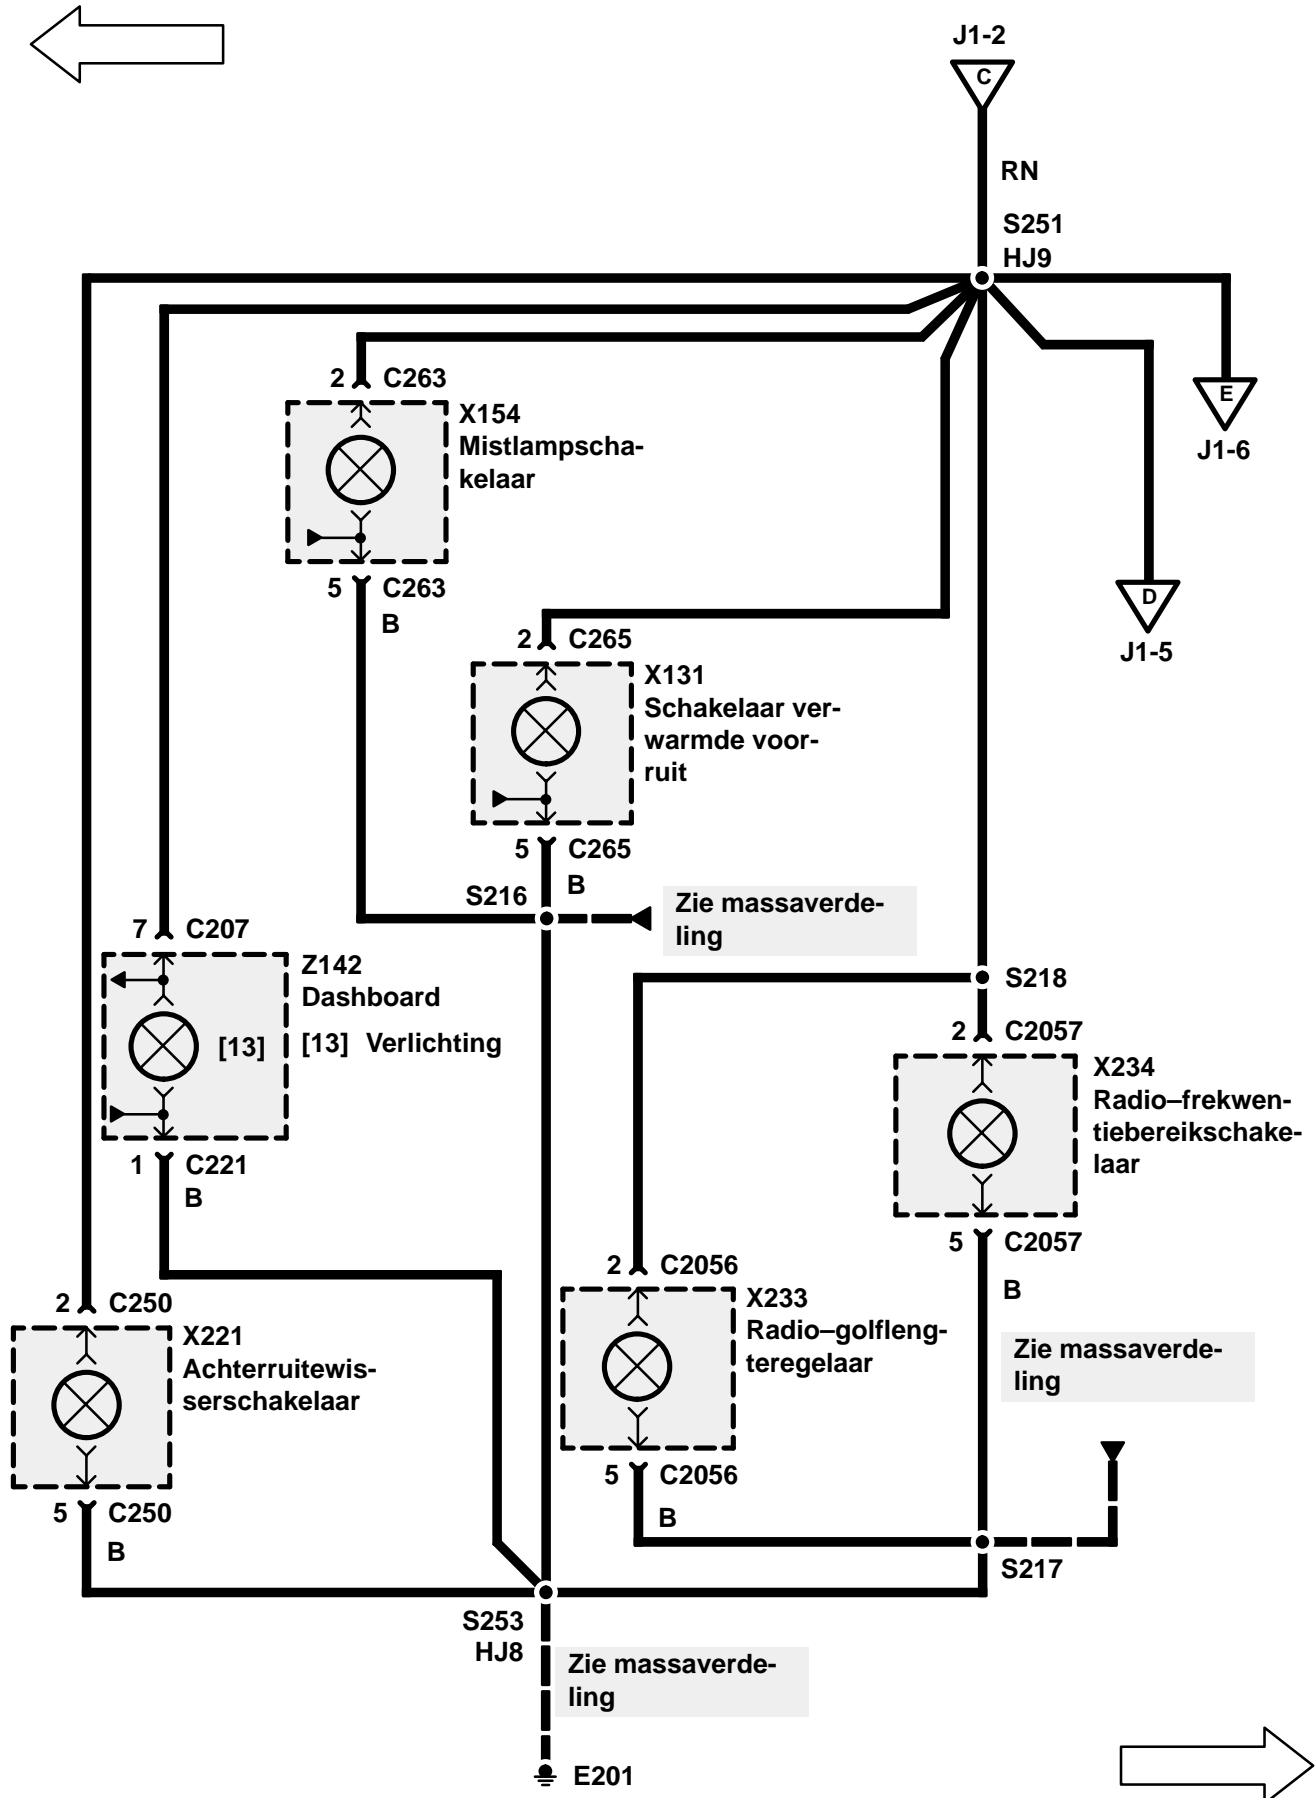 J1-2
C
RN
S251
HJ9
E
J1-6
D
J1-5
2 C263
X154
Mistlampscha-
kelaar
5 C263
B
2 C265
X131
Schakelaar ver-
warmde voor-
ruit
5 C265
B
S216
Zie massaverde-
ling
7 C207
Z142
Dashboard
[13]
[13] Verlichting
1 C221
B
S218
2 C2057
X234
Radio–frekwen-
tiebereikschake-
laar
5 C2057
B
2 C2056
X233
Radio–golfleng-
teregelaar
5 C2056
B
Zie massaverde-
ling
S217
2 C250
X221
Achterruitewis-
serschakelaar
5 C250
B
S253
HJ8
Zie massaverde-
ling
E201